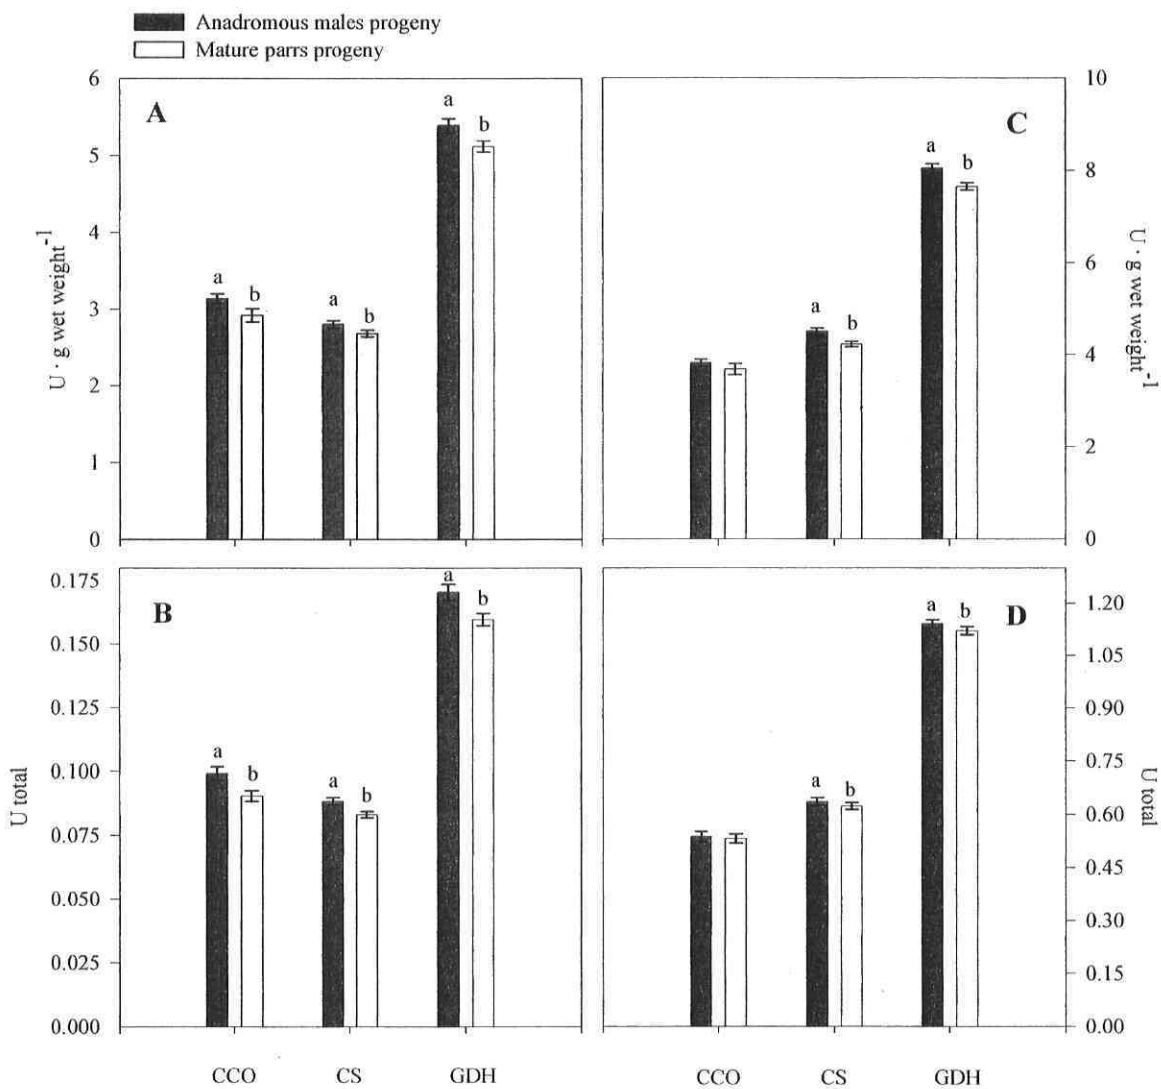 Anadromous males progeny
Mature parrs progeny
A
6
5
4
3
2
1
0
U · g wet weight-1
a
b
a
b
a
b
C
10
8
6
4
2
0
U · g wet weight-1
a
b
a
b
B
0.175
0.150
0.125
0.100
0.075
0.050
0.025
0.000
U total
a
b
a
b
a
b
CCO
CS
GDH
D
1.20
1.05
0.90
0.75
0.60
0.45
0.30
0.15
0.00
U total
a
b
a
b
CCO
CS
GDH